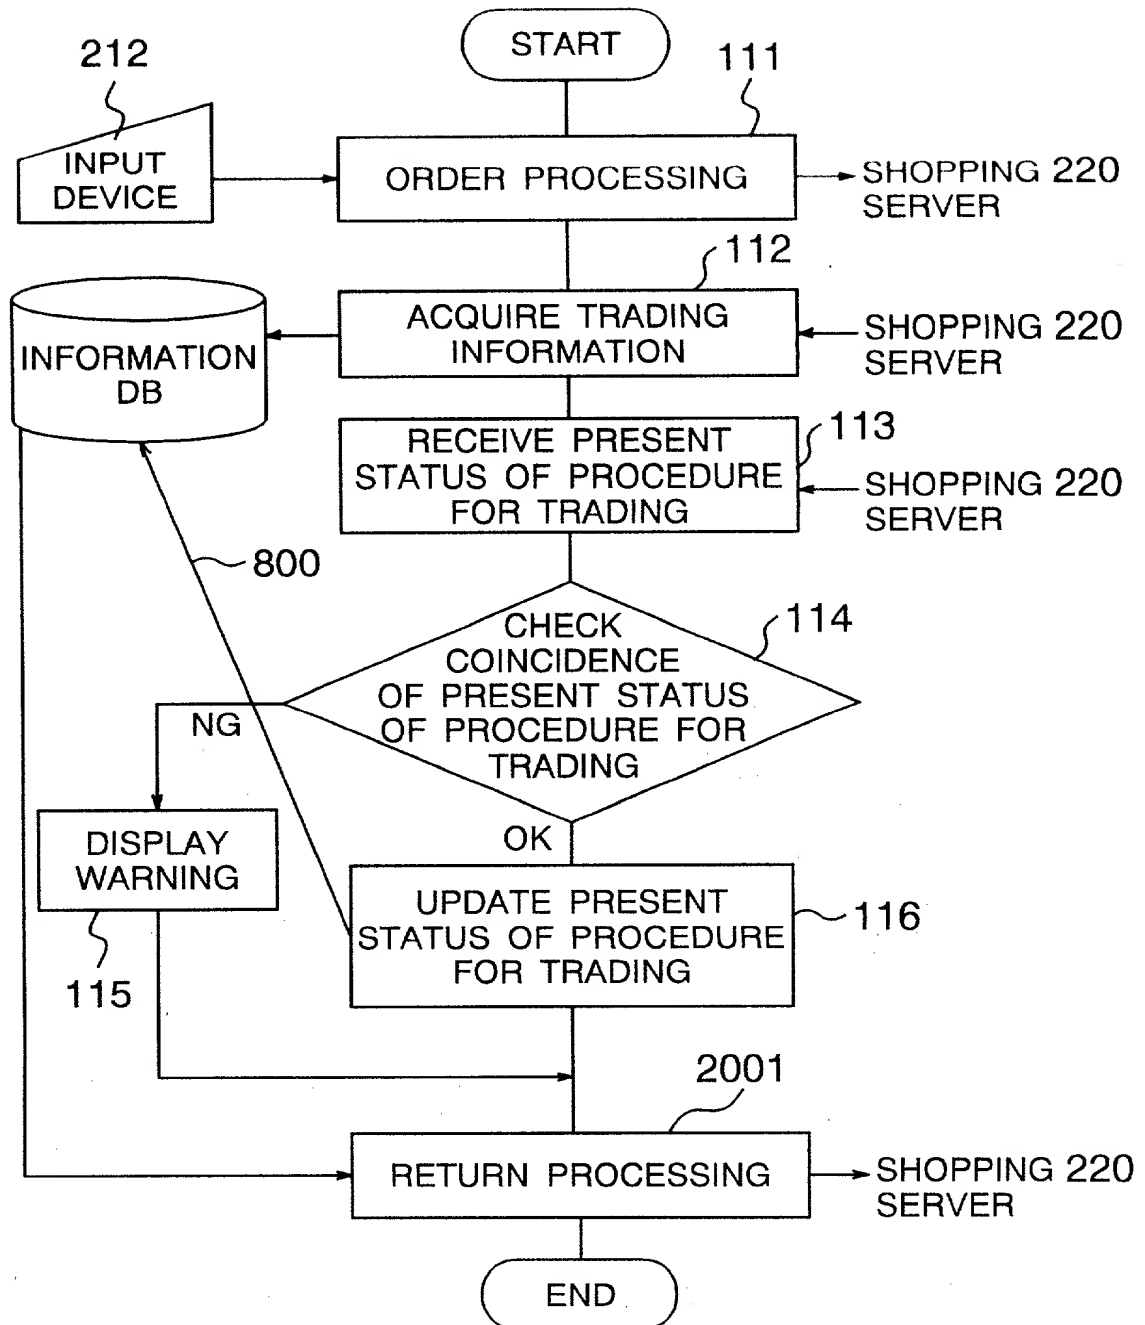 START
212
111
INPUT
DEVICE
ORDER PROCESSING
SHOPPING 220
SERVER
112
ACQUIRE TRADING
INFORMATION
SHOPPING 220
SERVER
INFORMATION
DB
113
RECEIVE PRESENT
STATUS OF PROCEDURE
FOR TRADING
SHOPPING 220
SERVER
800
114
CHECK
COINCIDENCE
OF PRESENT STATUS
OF PROCEDURE FOR
TRADING
NG
OK
DISPLAY
WARNING
115
UPDATE PRESENT
STATUS OF PROCEDURE
FOR TRADING
116
2001
RETURN PROCESSING
SHOPPING 220
SERVER
END